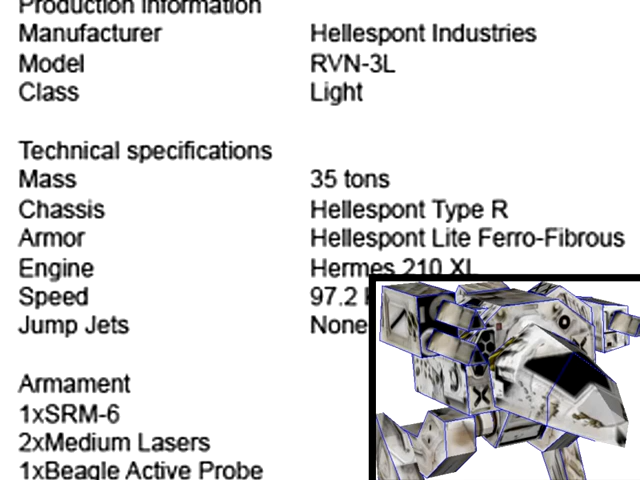 Production information
Manufacturer Hellespont Industries
Model RVN-3L
Class Light
Technical specifications
Mass 35 tons
Chassis Hellespont Type R
Armor Hellespont Lite Ferro-Fibrous
Engine Hermes 210 XL
Speed 97.2
Jump Jets None
Armament
1xSRM-6
2xMedium Lasers
1xBeagle Active Probe